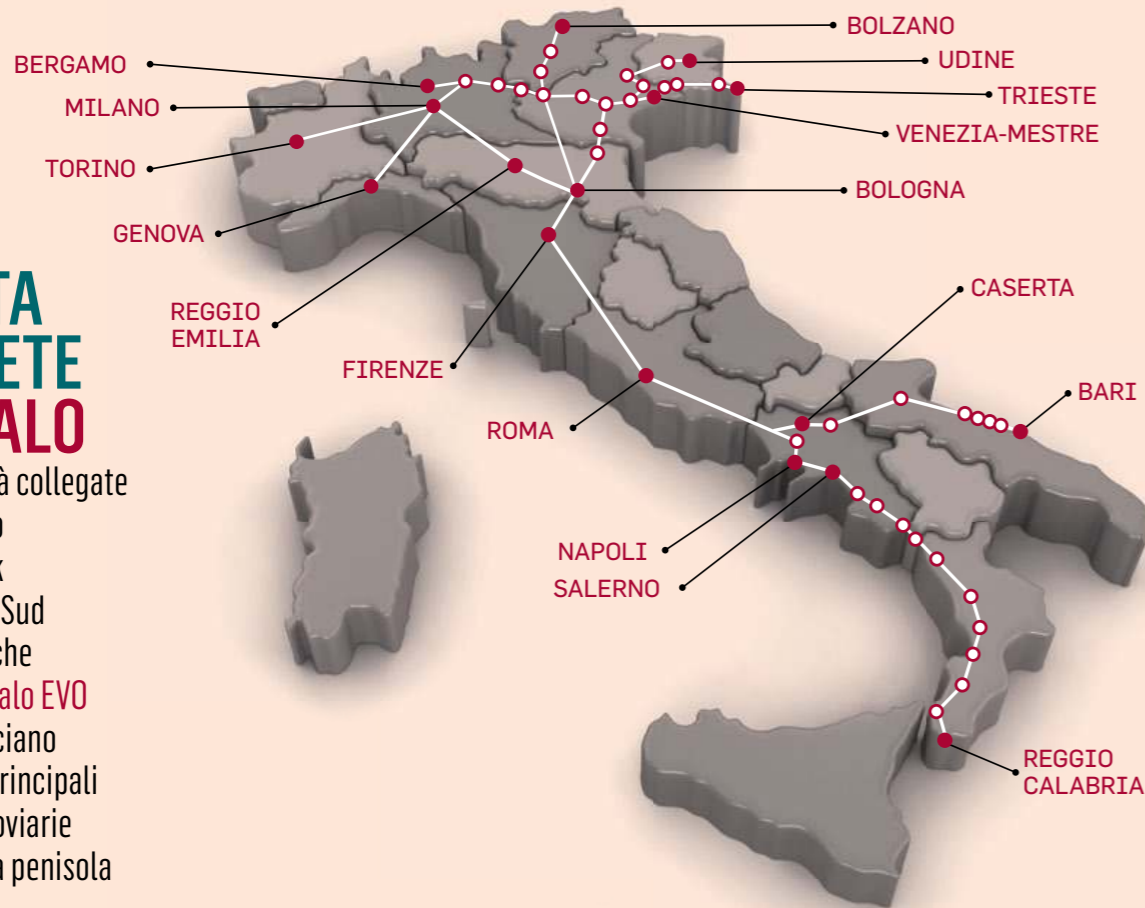 BOLZANO
BERGAMO
UDINE
MILANO
TRIESTE
VENEZIA-MESTRE
TORINO
BOLOGNA
GENOVA
CASERTA
REGGIO
EMILIA
FIRENZE
BARI
ROMA
NAPOLI
SALERNO
REGGIO
CALABRIA
TA
ETE
ALO
à collegate
Sud
che
alo EVO
ciano
rincipali
oviarie
a penisola